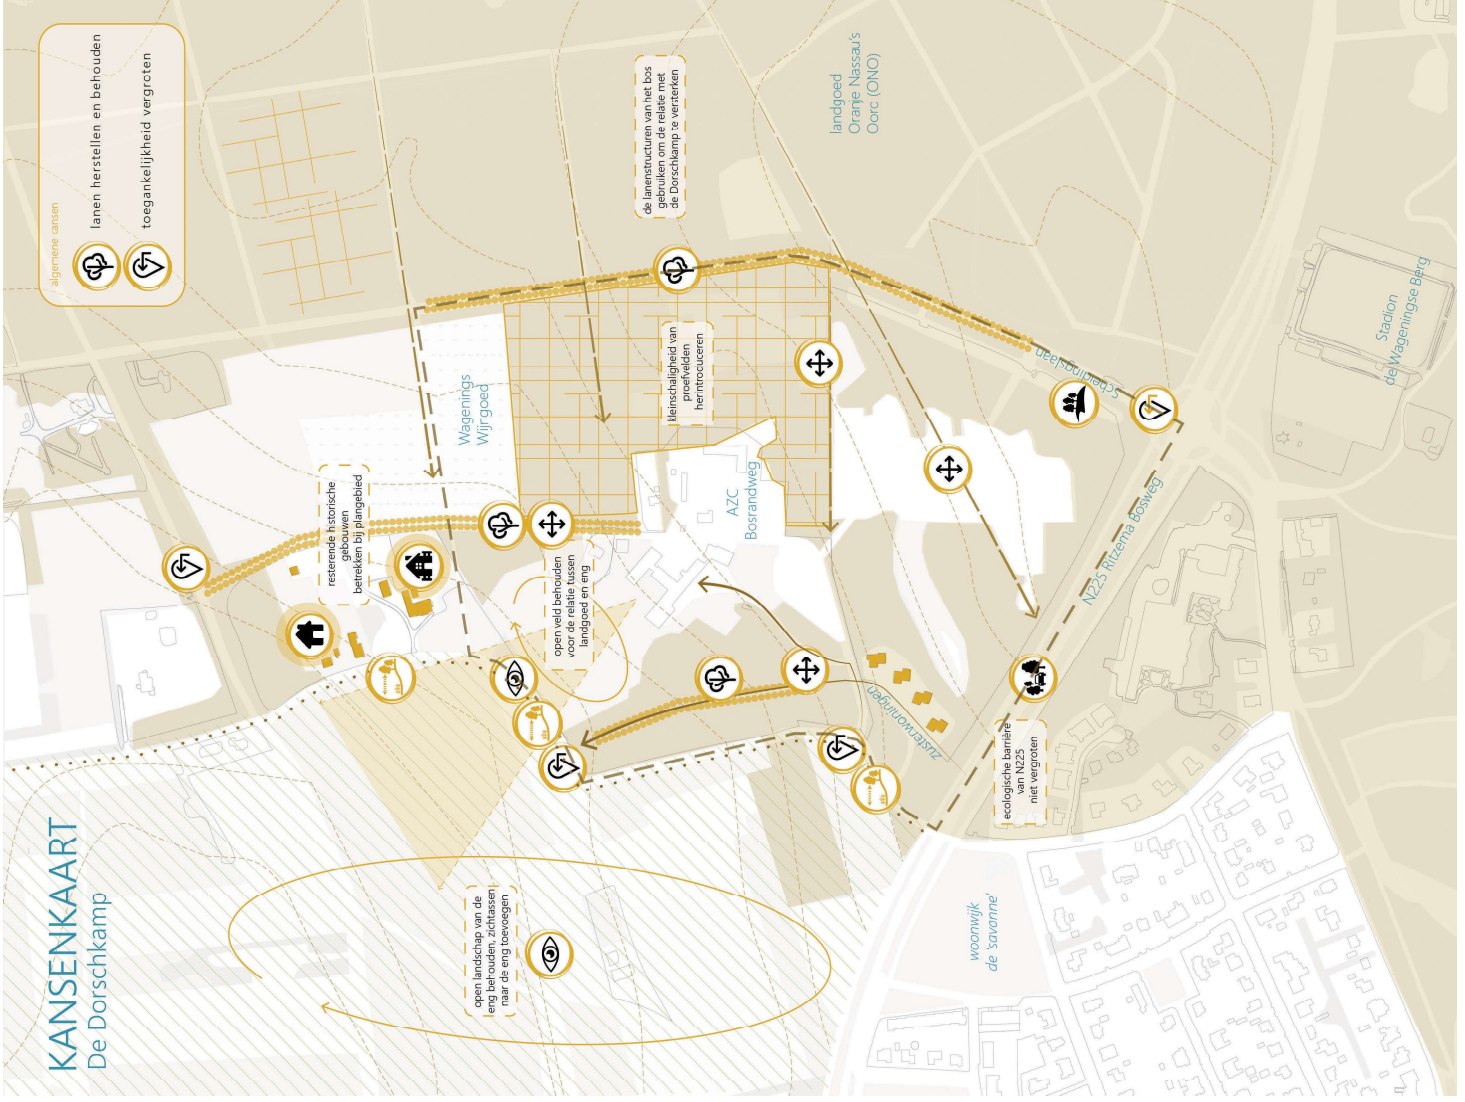 KANSENKAART
De Dorschkamp
algemene kansen
lanen herstellen en behouden
toegankelijkheid vergroten
open landschap van de
eng behouden, zichtassen
naar de eng toevoegen
resterende historische
gebouwen
betrekken bij plangebied
open veld behouden
voor de relatie tussen
landgoed en eng
Wagenings
Wijngoed
kleinschaligheid van
proefvelden
herintroduceren
de lanenstructuren van het bos
gebruiken om de relatie met
de Dorschkamp te versterken
landgoed
Oranje Nassau's
Oord (ONO)
AZC
Bosrandweg
zusterwoningen
Scheidingslaan
N225 Ritzema Bosweg
ecologische barrière
van N225
niet vergroten
woonwijk
de 'savanne'
Stadion
de Wageningse Berg